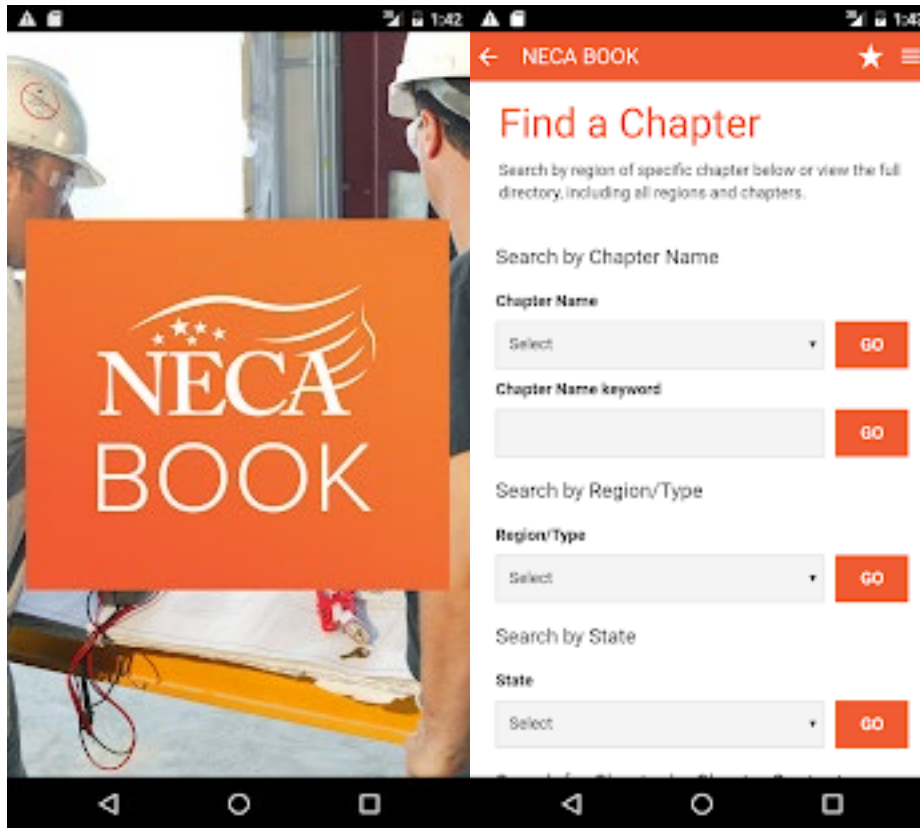 1:42
NECA
BOOK
1:43
NECA BOOK
Find a Chapter
Search by region of specific chapter below or view the full
directory, including all regions and chapters.
Search by Chapter Name
Chapter Name
Select
GO
Chapter Name keyword
GO
Search by Region/Type
Region/Type
Select
GO
Search by State
State
Select
GO